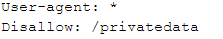 User-agent: *
Disallow: /privatedata